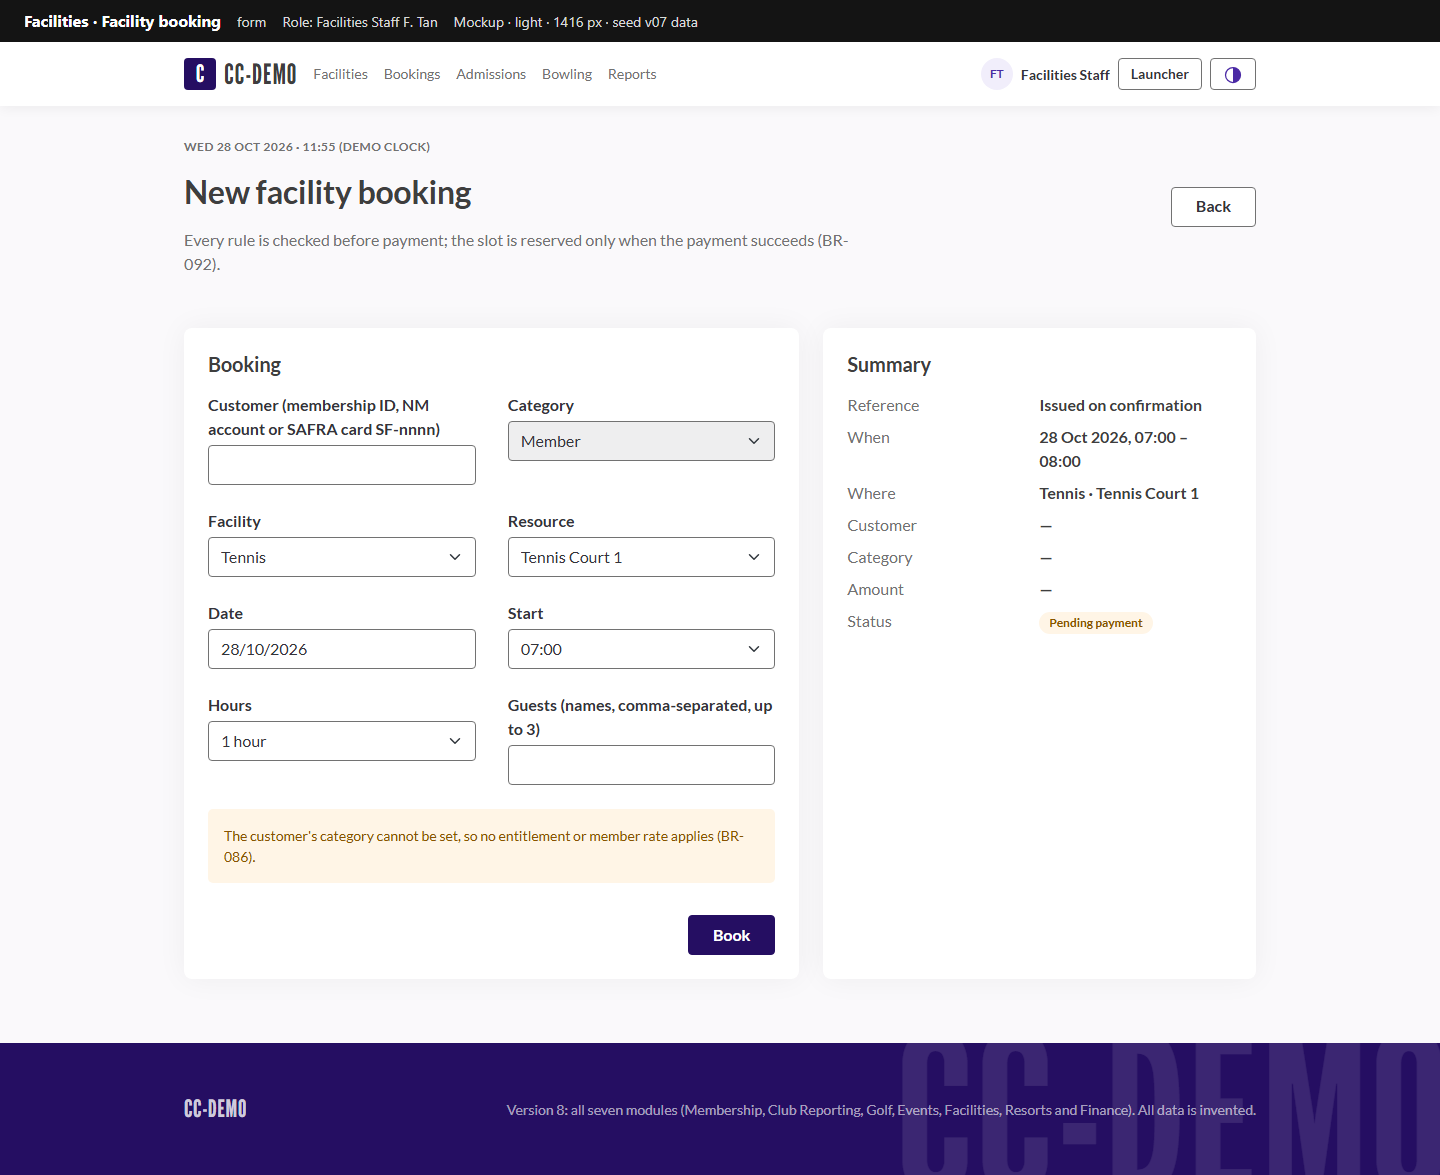 Facilities · Facility booking form Role: Facilities Staff F. Tan Mockup · light · 1416 px · seed v07 data
C CC-DEMO Facilities Bookings Admissions Bowling Reports FT Facilities Staff Launcher
WED 28 OCT 2026 · 11:55 (DEMO CLOCK)
New facility booking
Back
Every rule is checked before payment; the slot is reserved only when the payment succeeds (BR-
092).
Booking
Customer (membership ID, NM
account or SAFRA card SF-nnnn)
Category
Member
Facility
Tennis
Resource
Tennis Court 1
Date
28/10/2026
Start
07:00
Hours
1 hour
Guests (names, comma-separated, up
to 3)
The customer's category cannot be set, so no entitlement or member rate applies (BR-
086).
Book
Summary
Reference Issued on confirmation
When 28 Oct 2026, 07:00 –
08:00
Where Tennis · Tennis Court 1
Customer —
Category —
Amount —
Status Pending payment
CC-DEMO
CC-DEMO
Version 8: all seven modules (Membership, Club Reporting, Golf, Events, Facilities, Resorts and Finance). All data is invented.